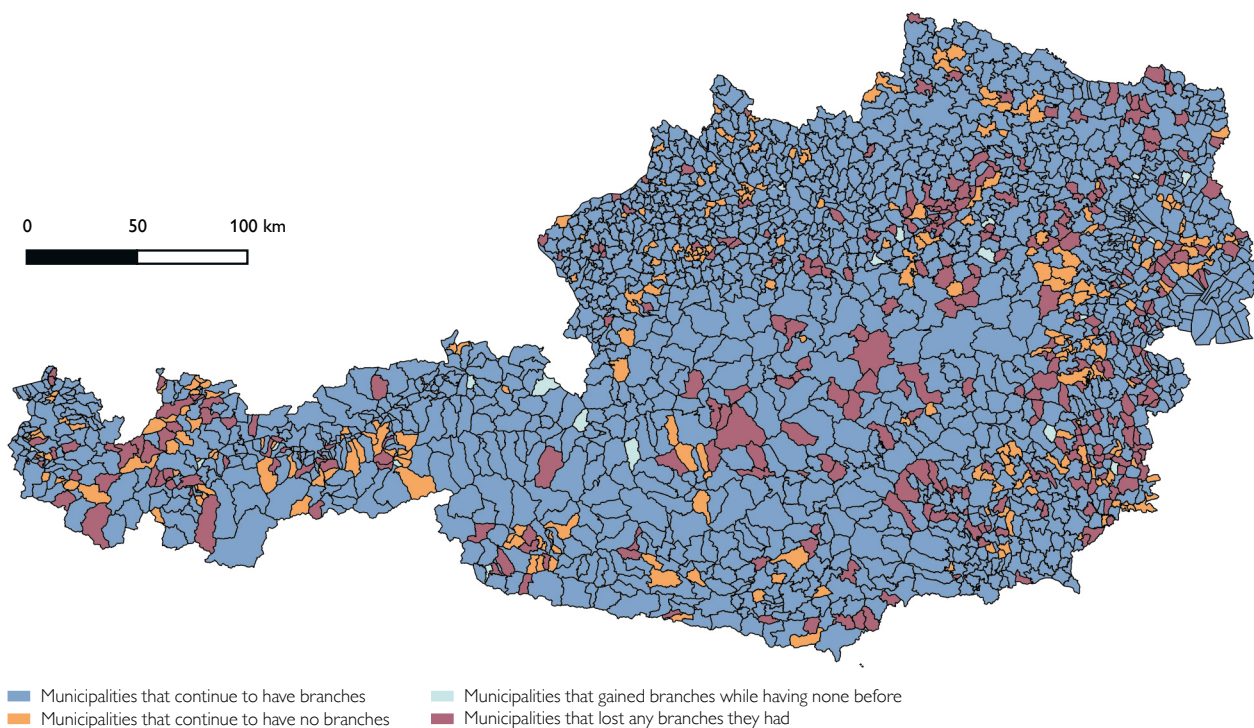 0 50 100 km
Municipalities that continue to have branches
Municipalities that continue to have no branches
Municipalities that gained branches while having none before
Municipalities that lost any branches they had